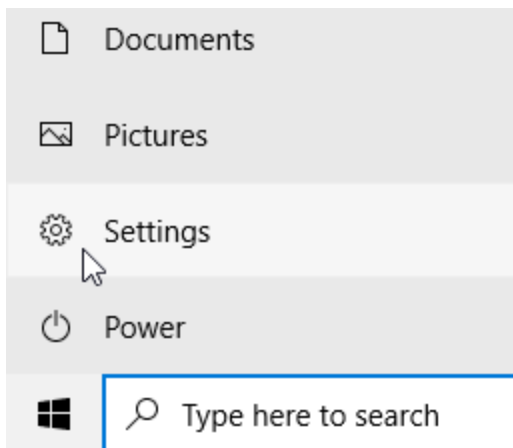 Documents
Pictures
Settings
Power
Type here to search